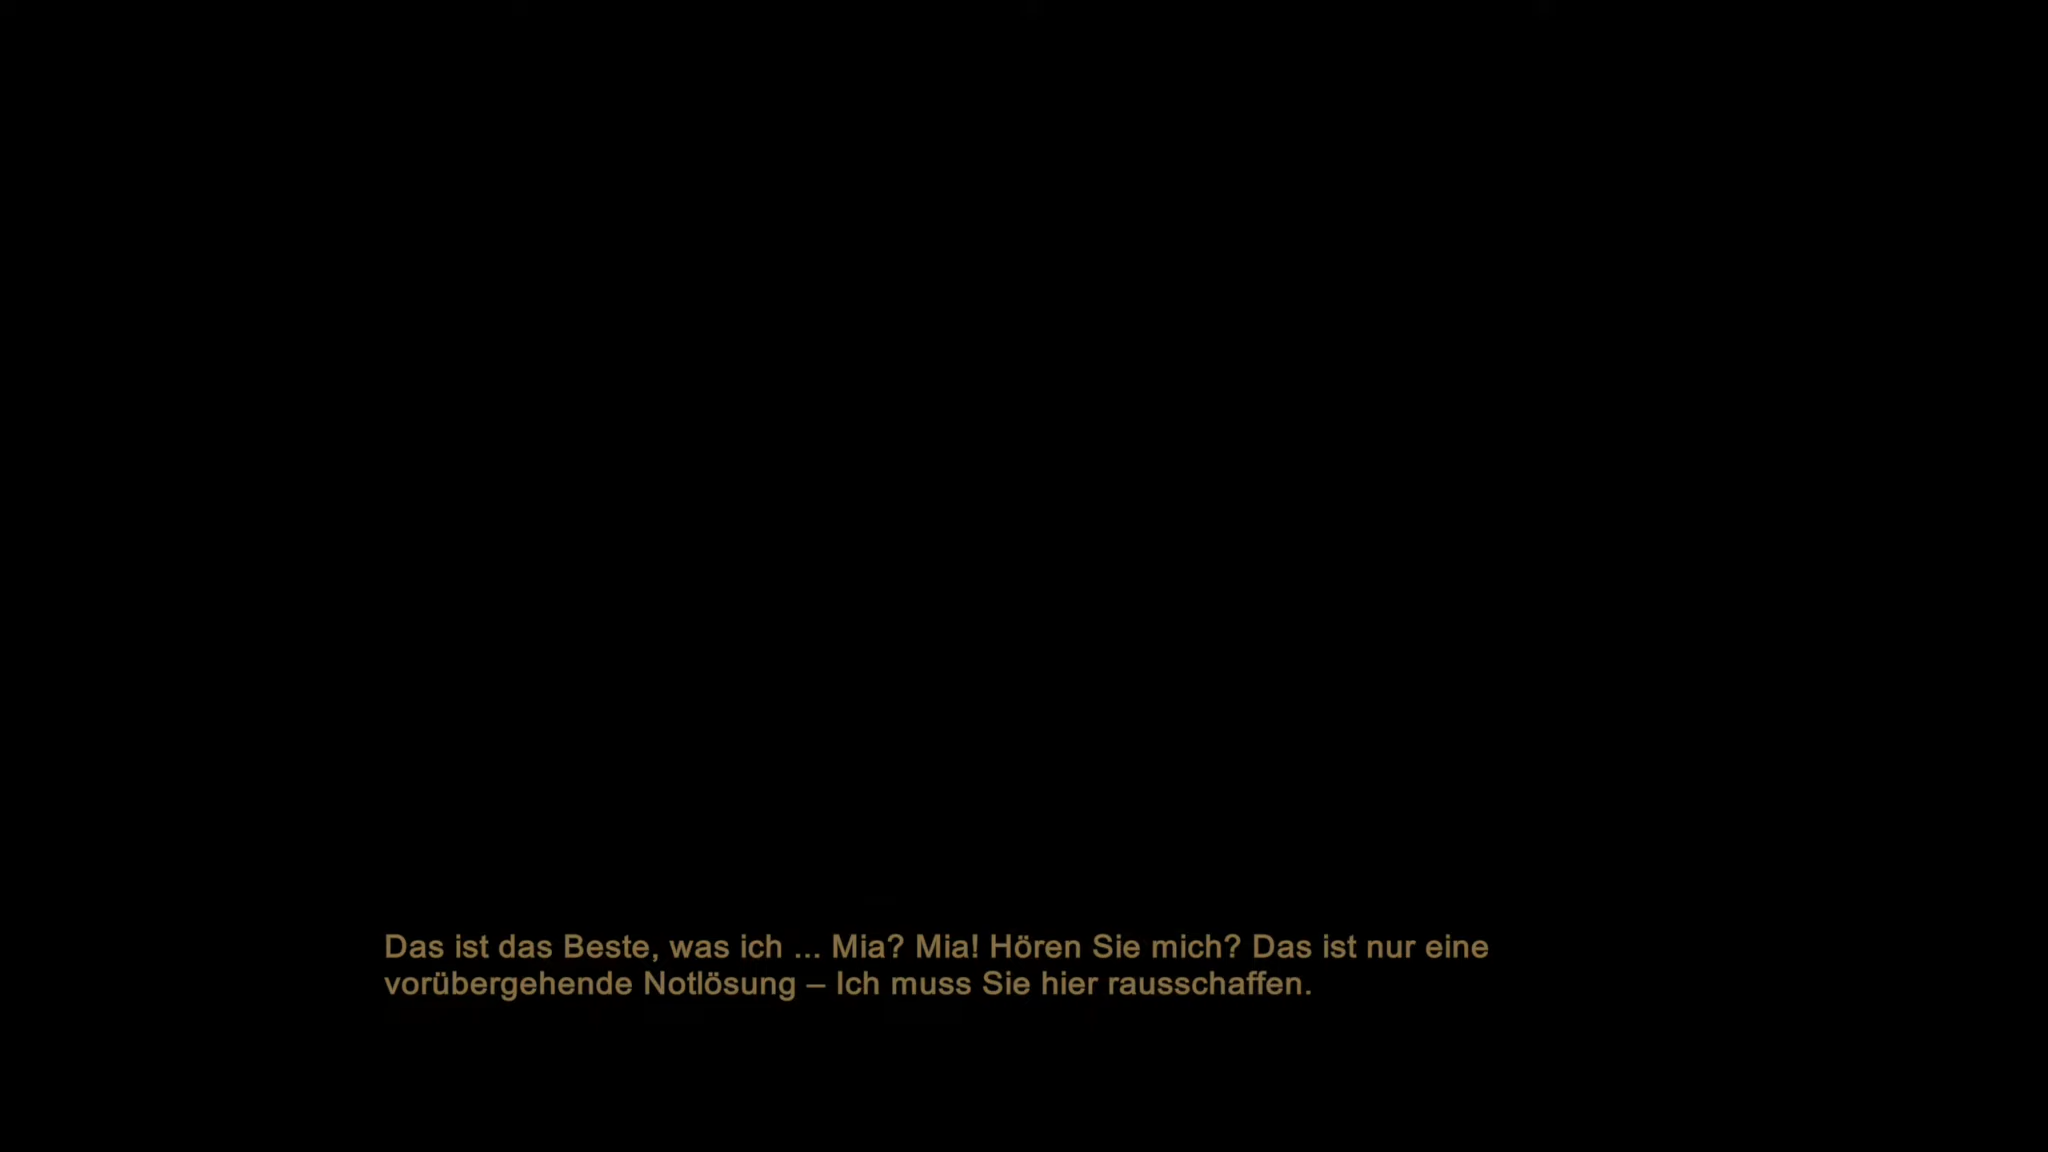 Das ist das Beste, was ich ... Mia? Mia! Hören Sie mich? Das ist nur eine
vorübergehende Notlösung – Ich muss Sie hier rausschaffen.